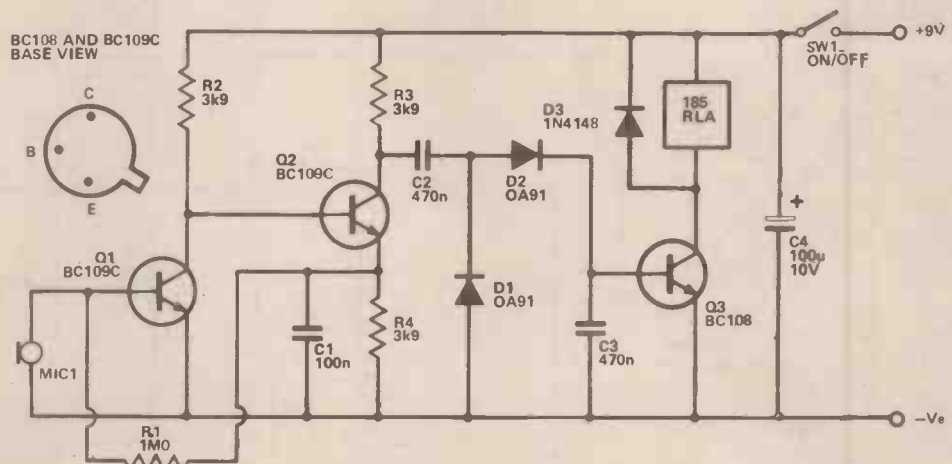 BC108 AND BC109C
BASE VIEW
C
B
E
R2
3k9
R3
3k9
D3
1N4148
185
RLA
SW1
ON/OFF
+9V
Q2
BC109C
C2
470n
D2
OA91
+
C4
100u
10V
Q1
BC109C
D1
OA91
Q3
BC108
C1
100n
R4
3k9
C3
470n
MIC1
R1
1M0
-Ve